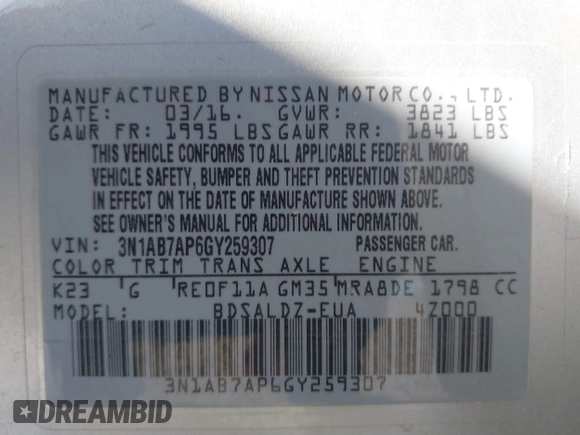 MANUFACTURED BY NISSAN MOTOR CO., LTD.
DATE: 03/16. GVWR: 3823 LBS
GAWR FR: 1995 LBS GAWR RR: 1841 LBS
THIS VEHICLE CONFORMS TO ALL APPLICABLE FEDERAL MOTOR
VEHICLE SAFETY, BUMPER AND THEFT PREVENTION STANDARDS
IN EFFECT ON THE DATE OF MANUFACTURE SHOWN ABOVE.
SEE OWNER'S MANUAL FOR ADDITIONAL INFORMATION.
VIN: 3N1AB7AP6GY259307 PASSENGER CAR.
COLOR TRIM TRANS AXLE ENGINE
K23 G RE0F11A GM35 MRA8DE 1798 CC
MODEL: BDSALDZ-EUA 4Z000
3N1AB7AP6GY259307
DREAMBID